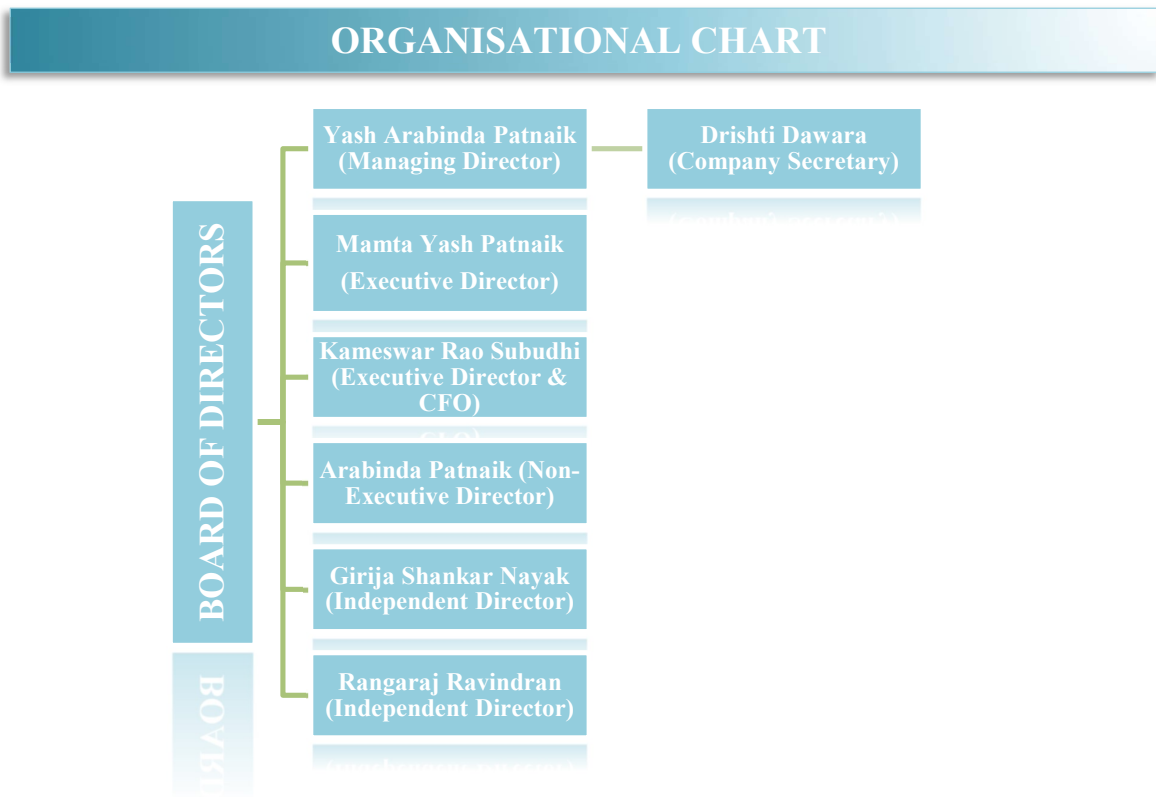 ORGANISATIONAL CHART
BOARD OF DIRECTORS
Yash Arabinda Patnaik
(Managing Director)
Drishti Dawara
(Company Secretary)
Mamta Yash Patnaik
(Executive Director)
Kameswar Rao Subudhi
(Executive Director &
CFO)
Arabinda Patnaik (Non-
Executive Director)
Girija Shankar Nayak
(Independent Director)
Rangaraj Ravindran
(Independent Director)